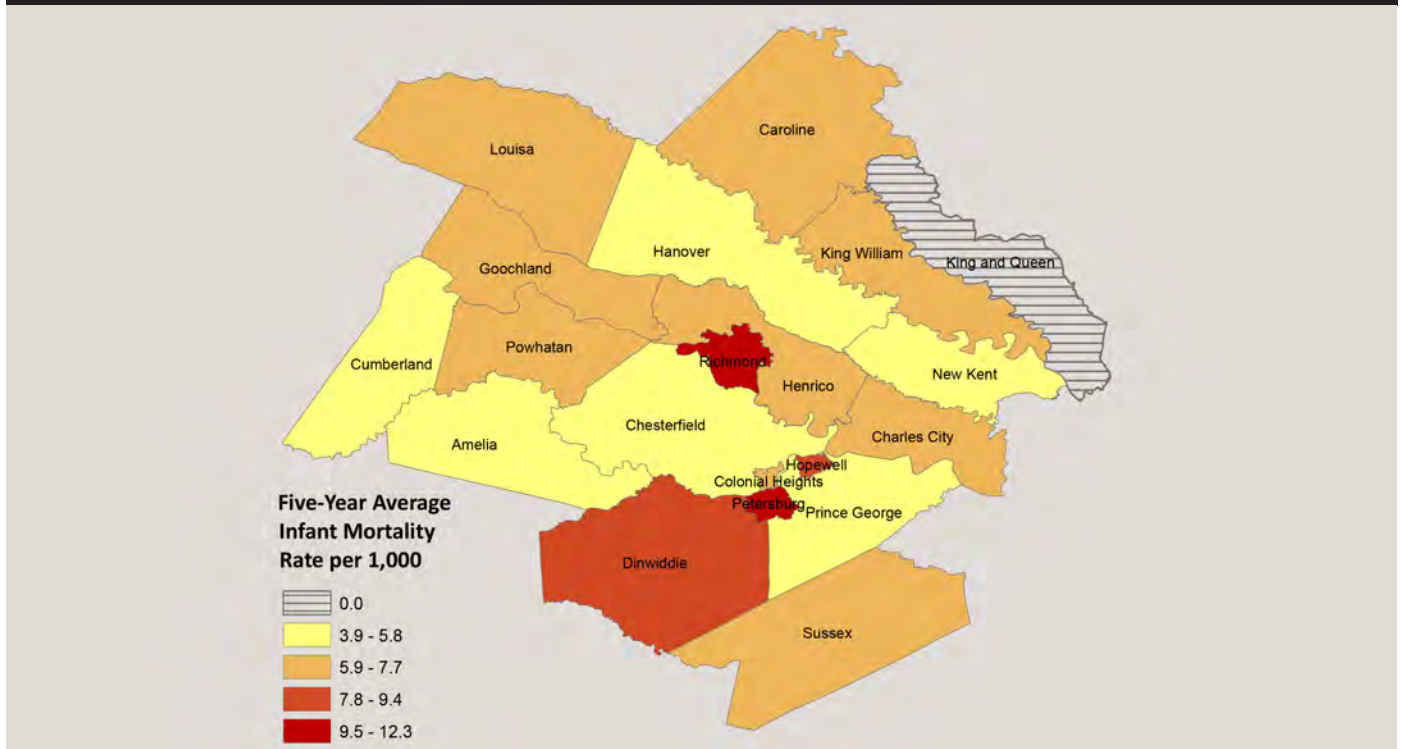 Caroline
Louisa
Hanover
King William
King and Queen
Goochland
Powhatan
Cumberland
Richmond
New Kent
Henrico
Chesterfield
Charles City
Amelia
Hopewell
Colonial Heights
Petersburg
Prince George
Dinwiddie
Sussex
Five-Year Average
Infant Mortality
Rate per 1,000
0.0
3.9 - 5.8
5.9 - 7.7
7.8 - 9.4
9.5 - 12.3